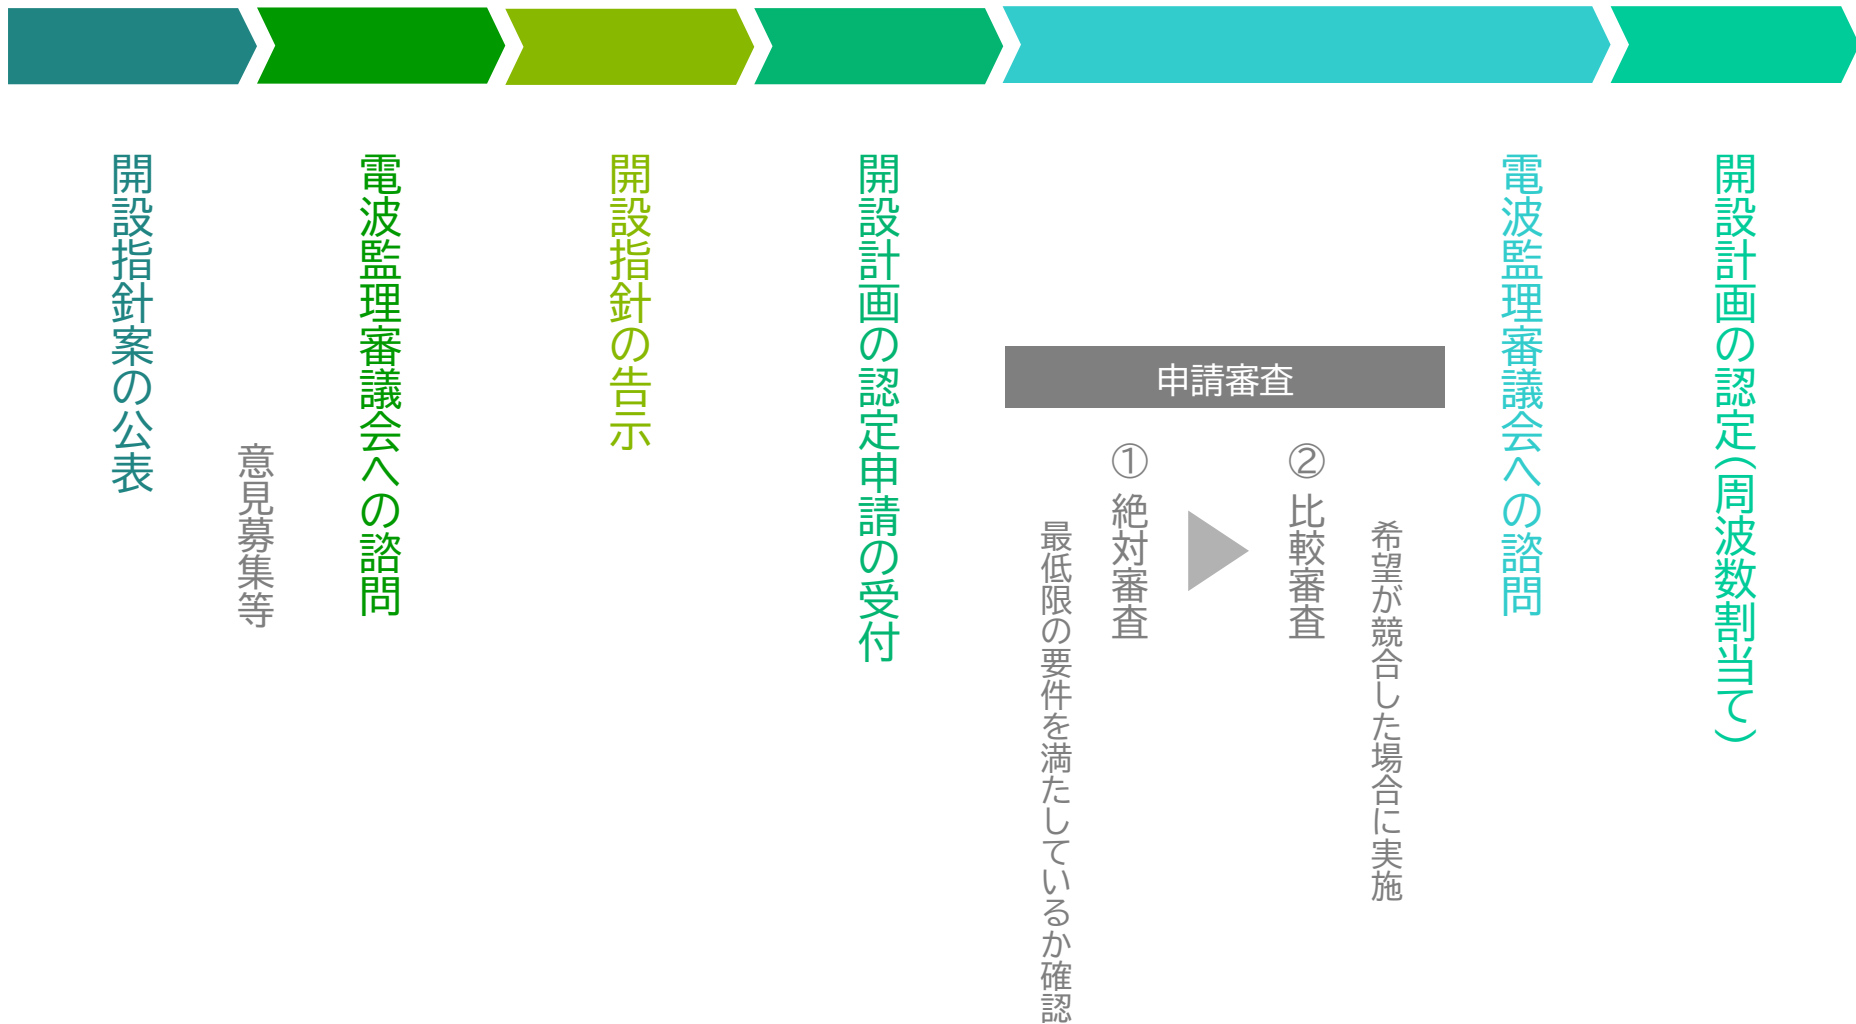 開設指針案の公表
意見募集等
電波監理審議会への諮問
開設指針の告示
開設計画の認定申請の受付
申請審査
① 絶対審査
最低限の要件を満たしているか確認
② 比較審査
希望が競合した場合に実施
電波監理審議会への諮問
開設計画の認定（周波数割当て）